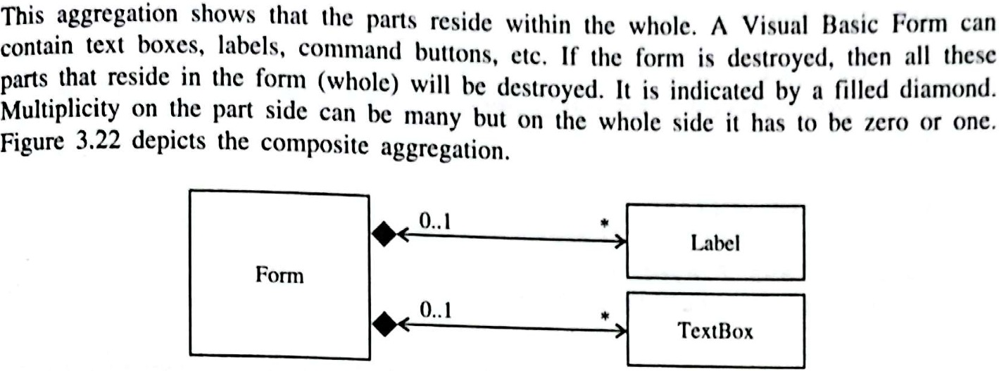 This aggregation shows that the parts reside within the whole. A Visual Basic Form can
contain text boxes, labels, command buttons, etc. If the form is destroyed, then all these
parts that reside in the form (whole) will be destroyed. It is indicated by a filled diamond.
Multiplicity on the part side can be many but on the whole side it has to be zero or one.
Figure 3.22 depicts the composite aggregation.
0..1 *
Label
Form
0..1 *
TextBox